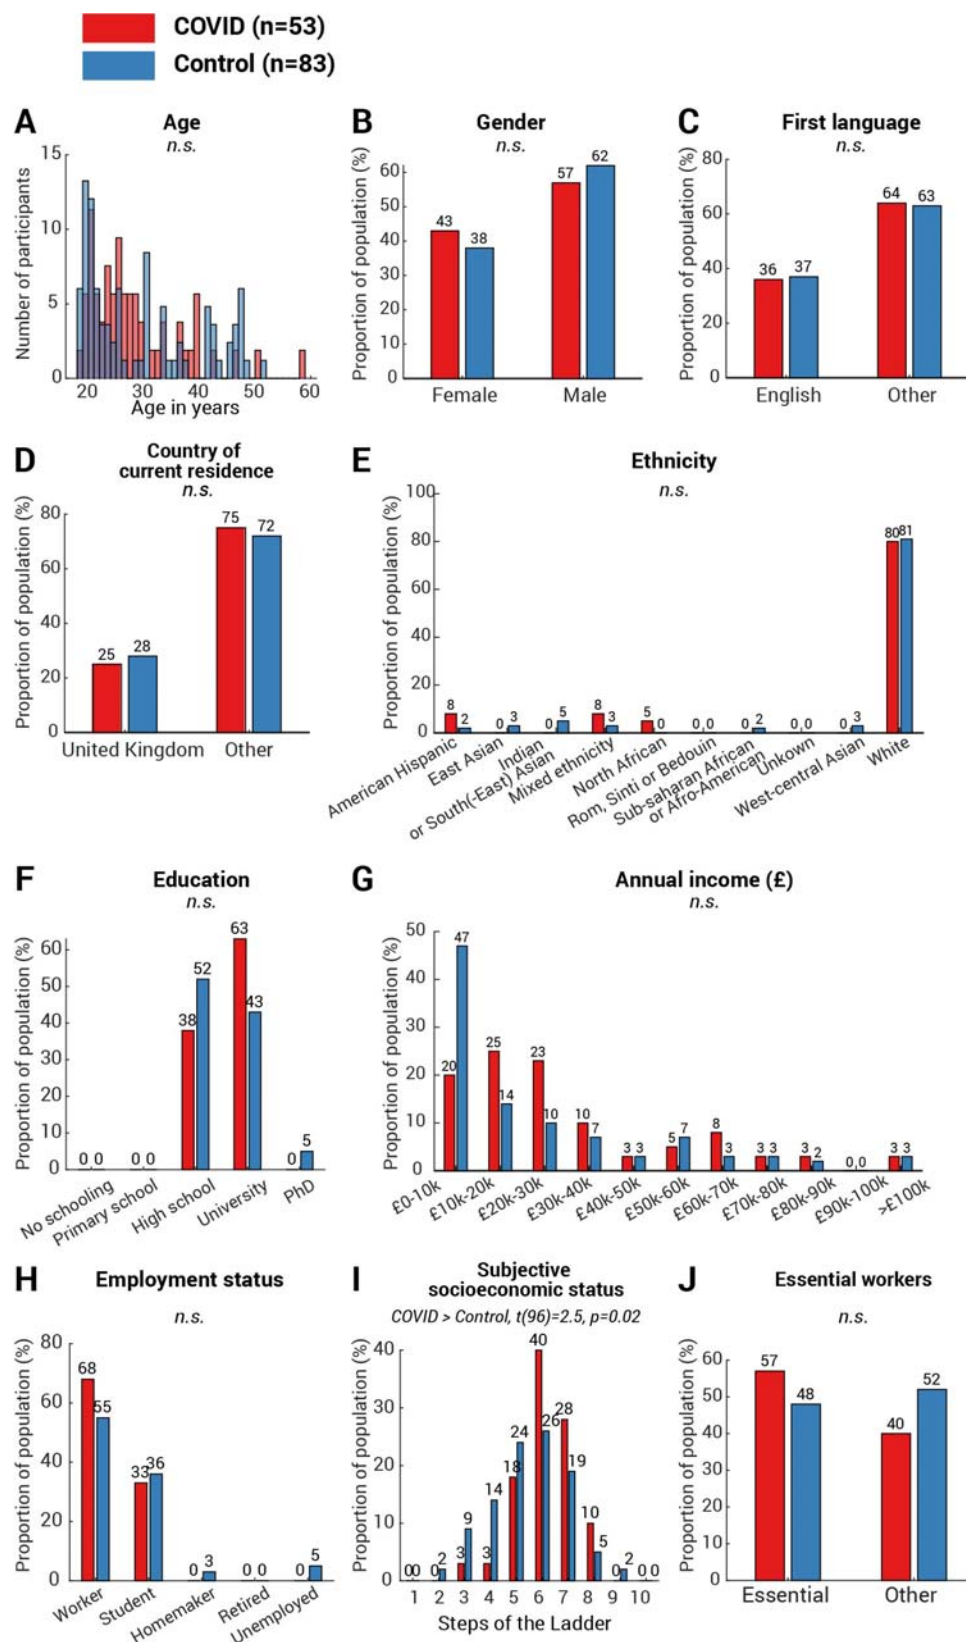 COVID (n=53)
Control (n=83)
A
Age
n.s.
Number of participants
15
10
5
0
20 30 40 50 60
Age in years
B
Gender
n.s.
Proportion of population (%)
60
50
40
30
20
10
0
43 38 57 62
Female Male
C
First language
n.s.
Proportion of population (%)
80
60
40
20
0
36 37 64 63
English Other
D
Country of
current residence
n.s.
Proportion of population (%)
80
60
40
20
0
25 28 75 72
United Kingdom Other
E
Ethnicity
n.s.
Proportion of population (%)
100
80
60
40
20
0
8 2 0 3 0 5 8 3 5 0 0 0 0 2 0 0 0 3 80 81
American Hispanic
East Asian
Indian
or South(-East) Asian
Mixed ethnicity
North African
Rom, Sinti or Bedouin
Sub-saharan African
or Afro-American
Unkown
West-central Asian
White
F
Education
n.s.
Proportion of population (%)
60
50
40
30
20
10
0
0 0 0 0 38 52 63 43 0 5
No schooling
Primary school
High school
University
PhD
G
Annual income (£)
n.s.
Proportion of population (%)
50
40
30
20
10
0
20 47 25 14 23 10 10 7 3 3 5 7 8 3 3 3 3 2 0 0 3 3
£0-10k
£10k-20k
£20k-30k
£30k-40k
£40k-50k
£50k-60k
£60k-70k
£70k-80k
£80k-90k
£90k-100k
>£100k
H
Employment status
n.s.
Proportion of population (%)
80
60
40
20
0
68 55 33 36 0 3 0 0 0 5
Worker
Student
Homemaker
Retired
Unemployed
I
Subjective
socioeconomic status
COVID > Control, t(96)=2.5, p=0.02
Proportion of population (%)
40
30
20
10
0
0 0 0 2 3 9 3 14 18 24 40 26 28 19 10 5 0 2 0 0
1 2 3 4 5 6 7 8 9 10
Steps of the Ladder
J
Essential workers
n.s.
Proportion of population (%)
60
50
40
30
20
10
0
57 48 40 52
Essential Other